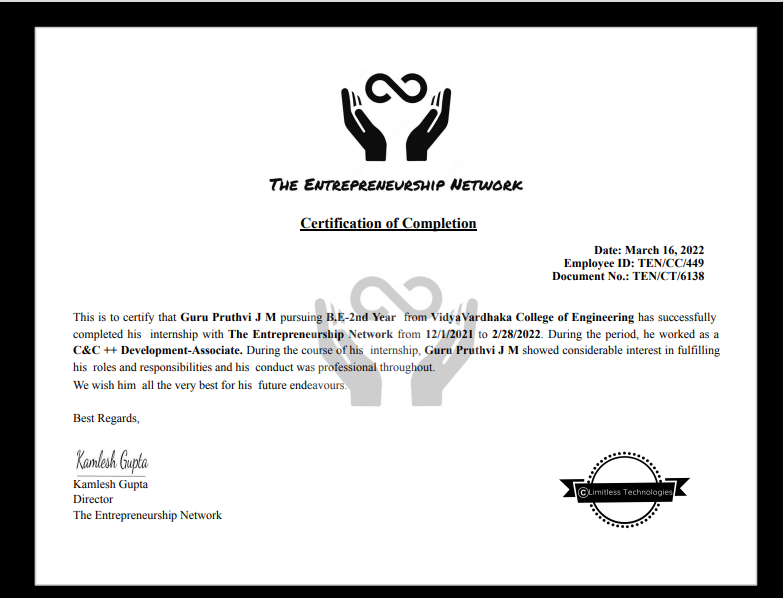 The Entrepreneurship Network
Certification of Completion
Date: March 16, 2022
Employee ID: TEN/CC/449
Document No.: TEN/CT/6138
This is to certify that Guru Pruthvi J M pursuing B,E-2nd Year from VidyaVardhaka College of Engineering has successfully
completed his internship with The Entrepreneurship Network from 12/1/2021 to 2/28/2022. During the period, he worked as a
C&C ++ Development-Associate. During the course of his internship, Guru Pruthvi J M showed considerable interest in fulfilling
his roles and responsibilities and his conduct was professional throughout.
We wish him all the very best for his future endeavours.
Best Regards,
Kamlesh Gupta
Kamlesh Gupta
Director
The Entrepreneurship Network
©Limitless Technologies